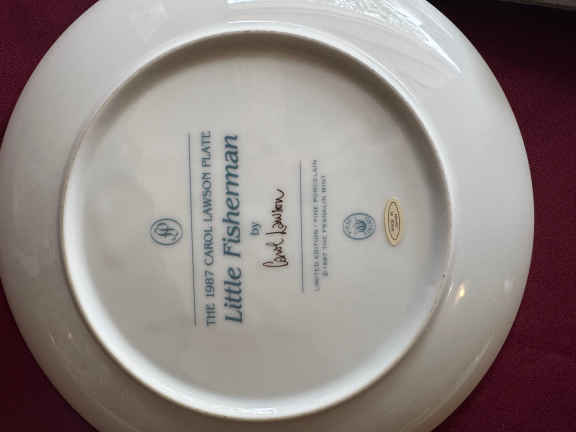 THE 1987 CAROL LAWSON PLATE
Little Fisherman
by
Carol Lawson
LIMITED EDITION / FINE PORCELAIN
© 1987 THE FRANKLIN MINT